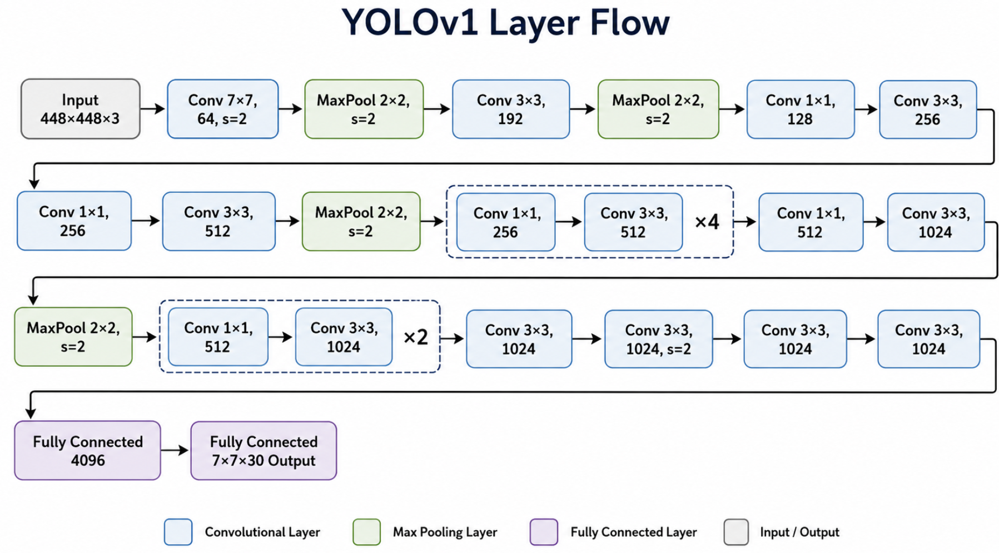 YOLOv1 Layer Flow
Input
448×448×3
Conv 7×7,
64, s=2
MaxPool 2×2,
s=2
Conv 3×3,
192
MaxPool 2×2,
s=2
Conv 1×1,
128
Conv 3×3,
256
Conv 1×1,
256
Conv 3×3,
512
MaxPool 2×2,
s=2
Conv 1×1,
256
Conv 3×3,
512
×4
Conv 1×1,
512
Conv 3×3,
1024
MaxPool 2×2,
s=2
Conv 1×1,
512
Conv 3×3,
1024
×2
Conv 3×3,
1024
Conv 3×3,
1024, s=2
Conv 3×3,
1024
Conv 3×3,
1024
Fully Connected
4096
Fully Connected
7×7×30 Output
Convolutional Layer
Max Pooling Layer
Fully Connected Layer
Input / Output